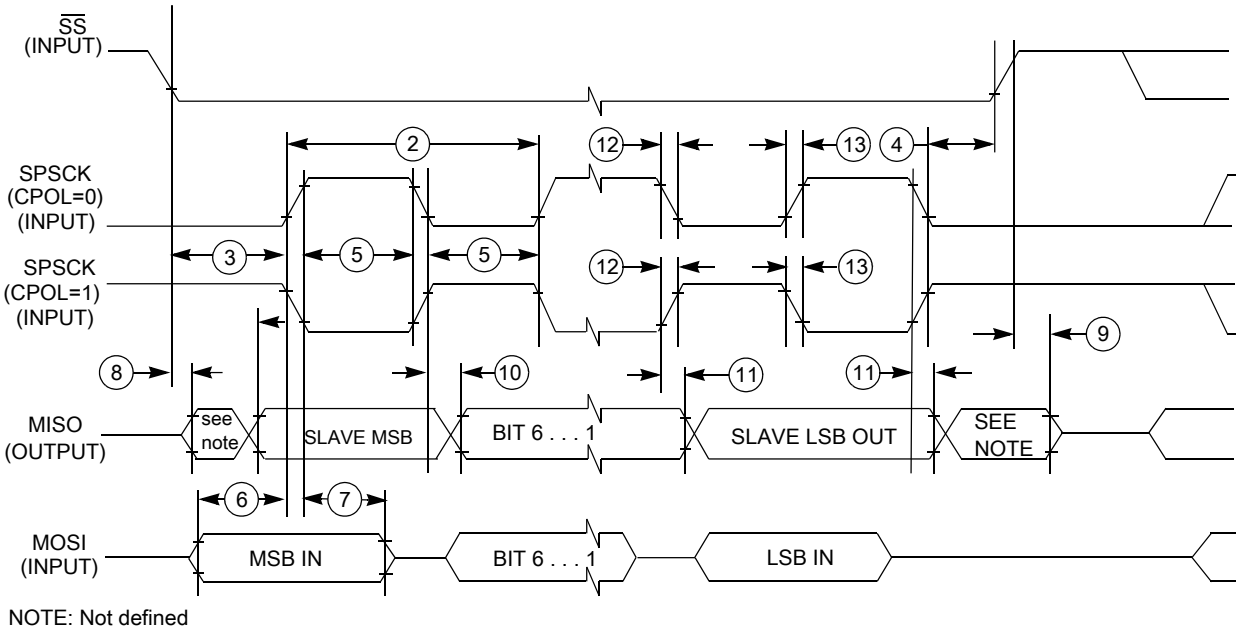 SS
(INPUT)
2
12
13
4
SPSCK
(CPOL=0)
(INPUT)
3
5
5
12
13
SPSCK
(CPOL=1)
(INPUT)
8
10
11
11
9
MISO
(OUTPUT)
see
note
SLAVE MSB
BIT 6 . . . 1
SLAVE LSB OUT
SEE
NOTE
6
7
MOSI
(INPUT)
MSB IN
BIT 6 . . . 1
LSB IN
NOTE: Not defined